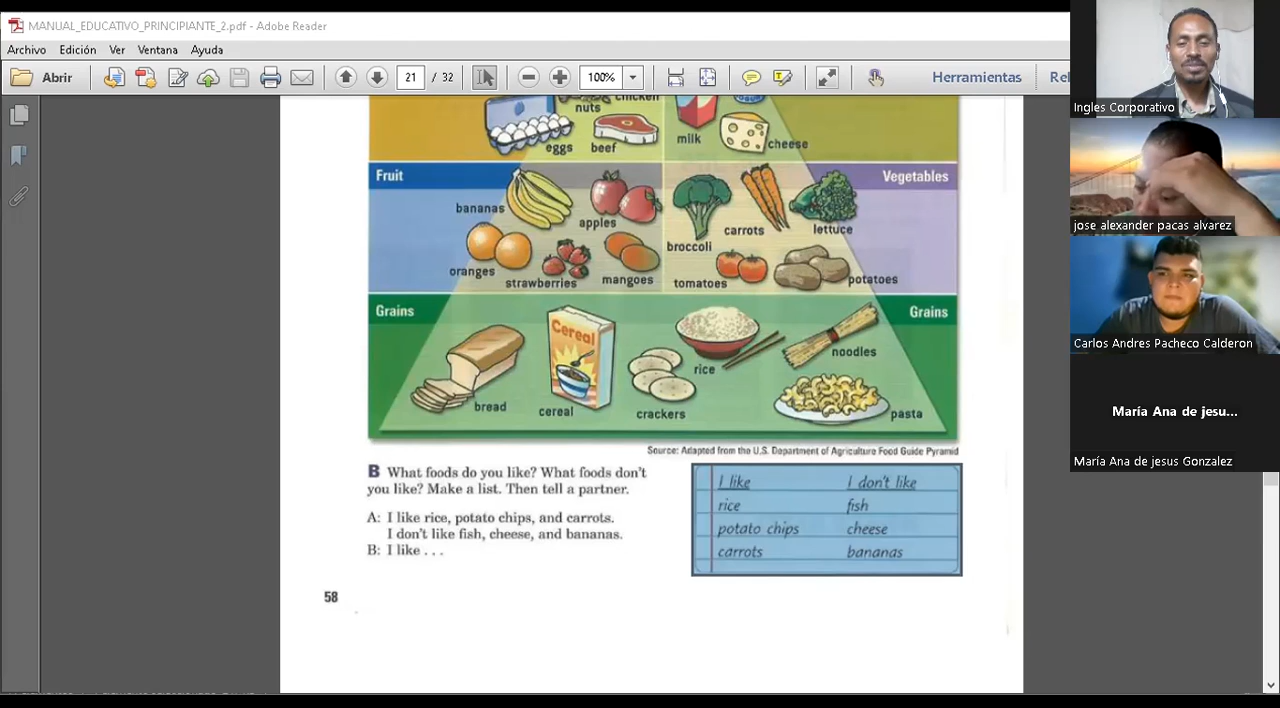 MANUAL_EDUCATIVO_PRINCIPIANTE_2.pdf - Adobe Reader
Archivo Edición Ver Ventana Ayuda
Abrir 21 / 32 100% Herramientas
nuts chicken
eggs beef milk cheese
Fruit Vegetables
bananas apples broccoli carrots lettuce
oranges strawberries mangoes tomatoes potatoes
Grains Grains
Cereal
bread cereal crackers rice noodles pasta
Source: Adapted from the U.S. Department of Agriculture Food Guide Pyramid
B What foods do you like? What foods don't
you like? Make a list. Then tell a partner.
A: I like rice, potato chips, and carrots.
I don't like fish, cheese, and bananas.
B: I like . . .
I like I don't like
rice fish
potato chips cheese
carrots bananas
58
Ingles Corporativo
jose alexander pacas alvarez
Carlos Andres Pacheco Calderon
María Ana de jesu...
María Ana de jesus Gonzalez